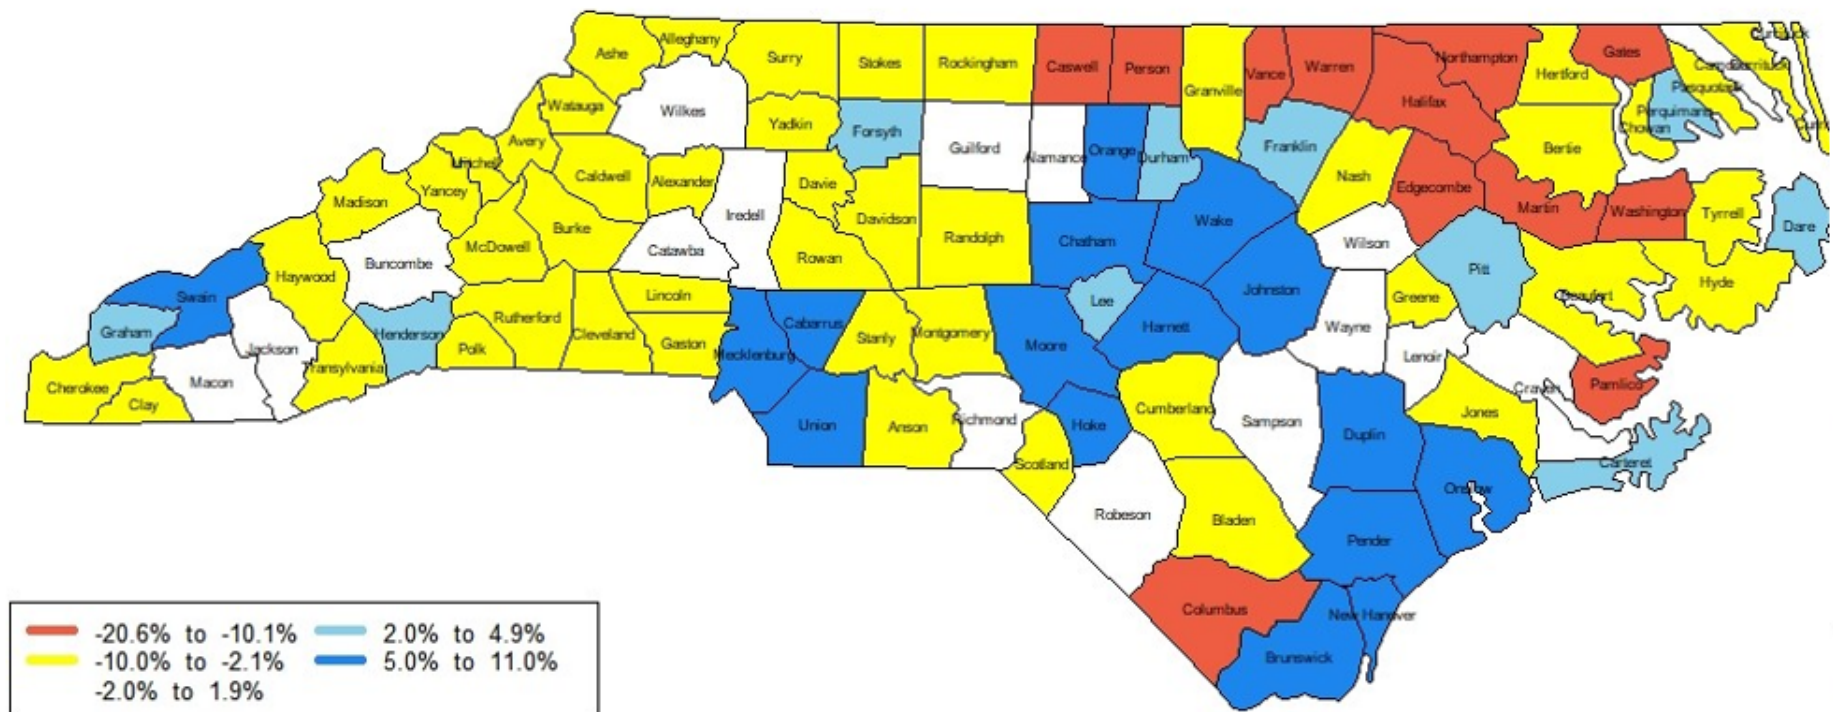 Ashe
Alleghany
Surry
Stokes
Rockingham
Caswell
Person
Granville
Vance
Warren
Northampton
Halifax
Hertford
Gates
Currituck
Currituck
Pasquotank
Perquimans
Chowan
Watauga
Wilkes
Yadkin
Forsyth
Guilford
Alamance
Orange
Durham
Franklin
Nash
Edgecombe
Bertie
Martin
Washington
Tyrrell
Dare
Avery
Mitchell
Yancey
Madison
Caldwell
Alexander
Davie
Iredell
Davidson
Randolph
Chatham
Wake
Wilson
Pitt
Beaufort
Hyde
Burke
McDowell
Buncombe
Haywood
Catawba
Rowan
Swain
Graham
Jackson
Macon
Cherokee
Clay
Transylvania
Henderson
Polk
Rutherford
Cleveland
Lincoln
Gaston
Mecklenburg
Cabarrus
Stanly
Montgomery
Moore
Lee
Harnett
Johnston
Greene
Wayne
Lenoir
Craven
Pamlico
Jones
Carteret
Union
Anson
Richmond
Scotland
Hoke
Cumberland
Sampson
Duplin
Onslow
Robeson
Bladen
Pender
Columbus
New Hanover
Brunswick
-20.6% to -10.1%
2.0% to 4.9%
-10.0% to -2.1%
5.0% to 11.0%
-2.0% to 1.9%